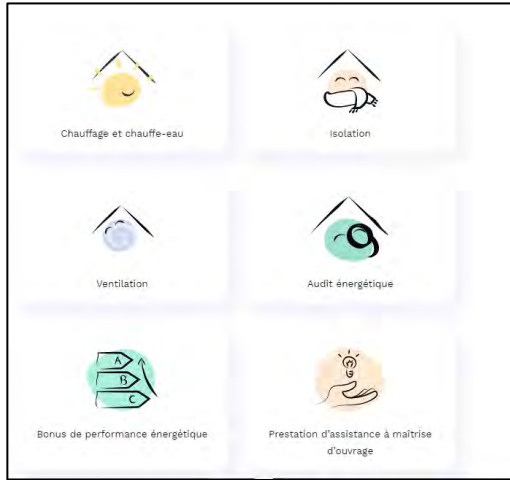 Chauffage et chauffe-eau
Isolation
Ventilation
Audit énergétique
A
B
C
Bonus de performance énergétique
Prestation d'assistance à maîtrise
d'ouvrage